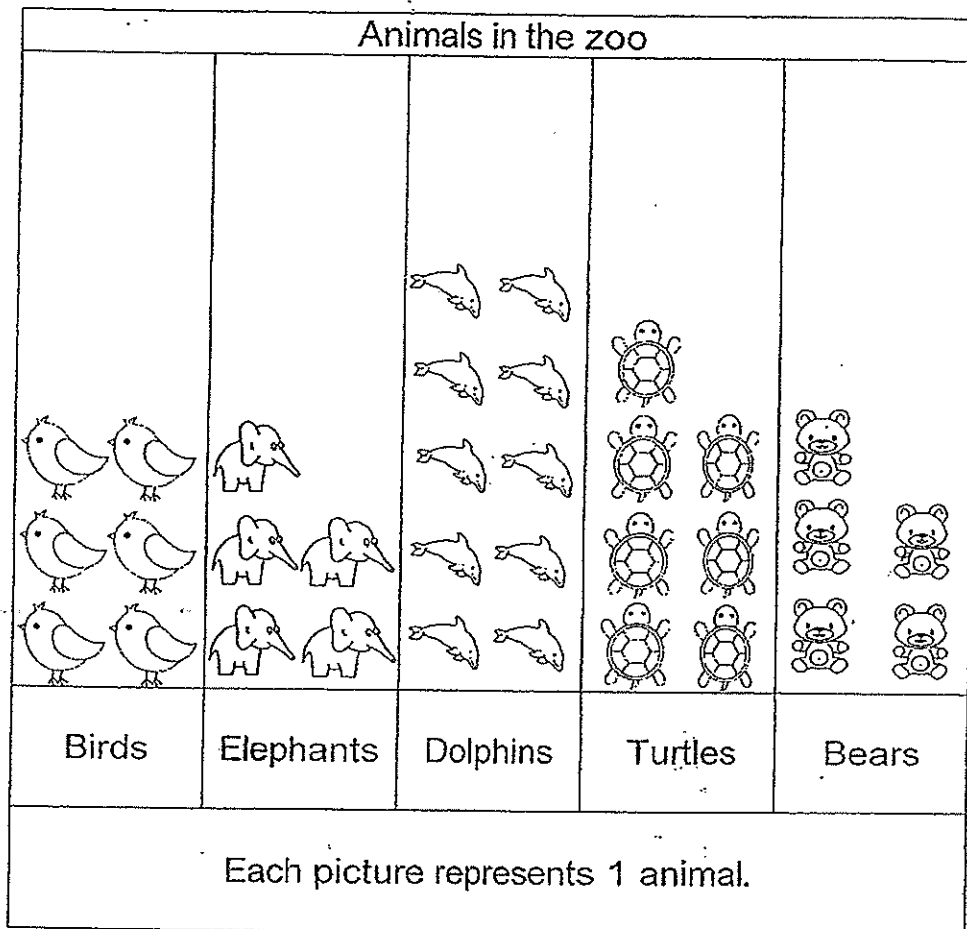 Animals in the zoo
Birds Elephants Dolphins Turtles Bears
Each picture represents 1 animal.